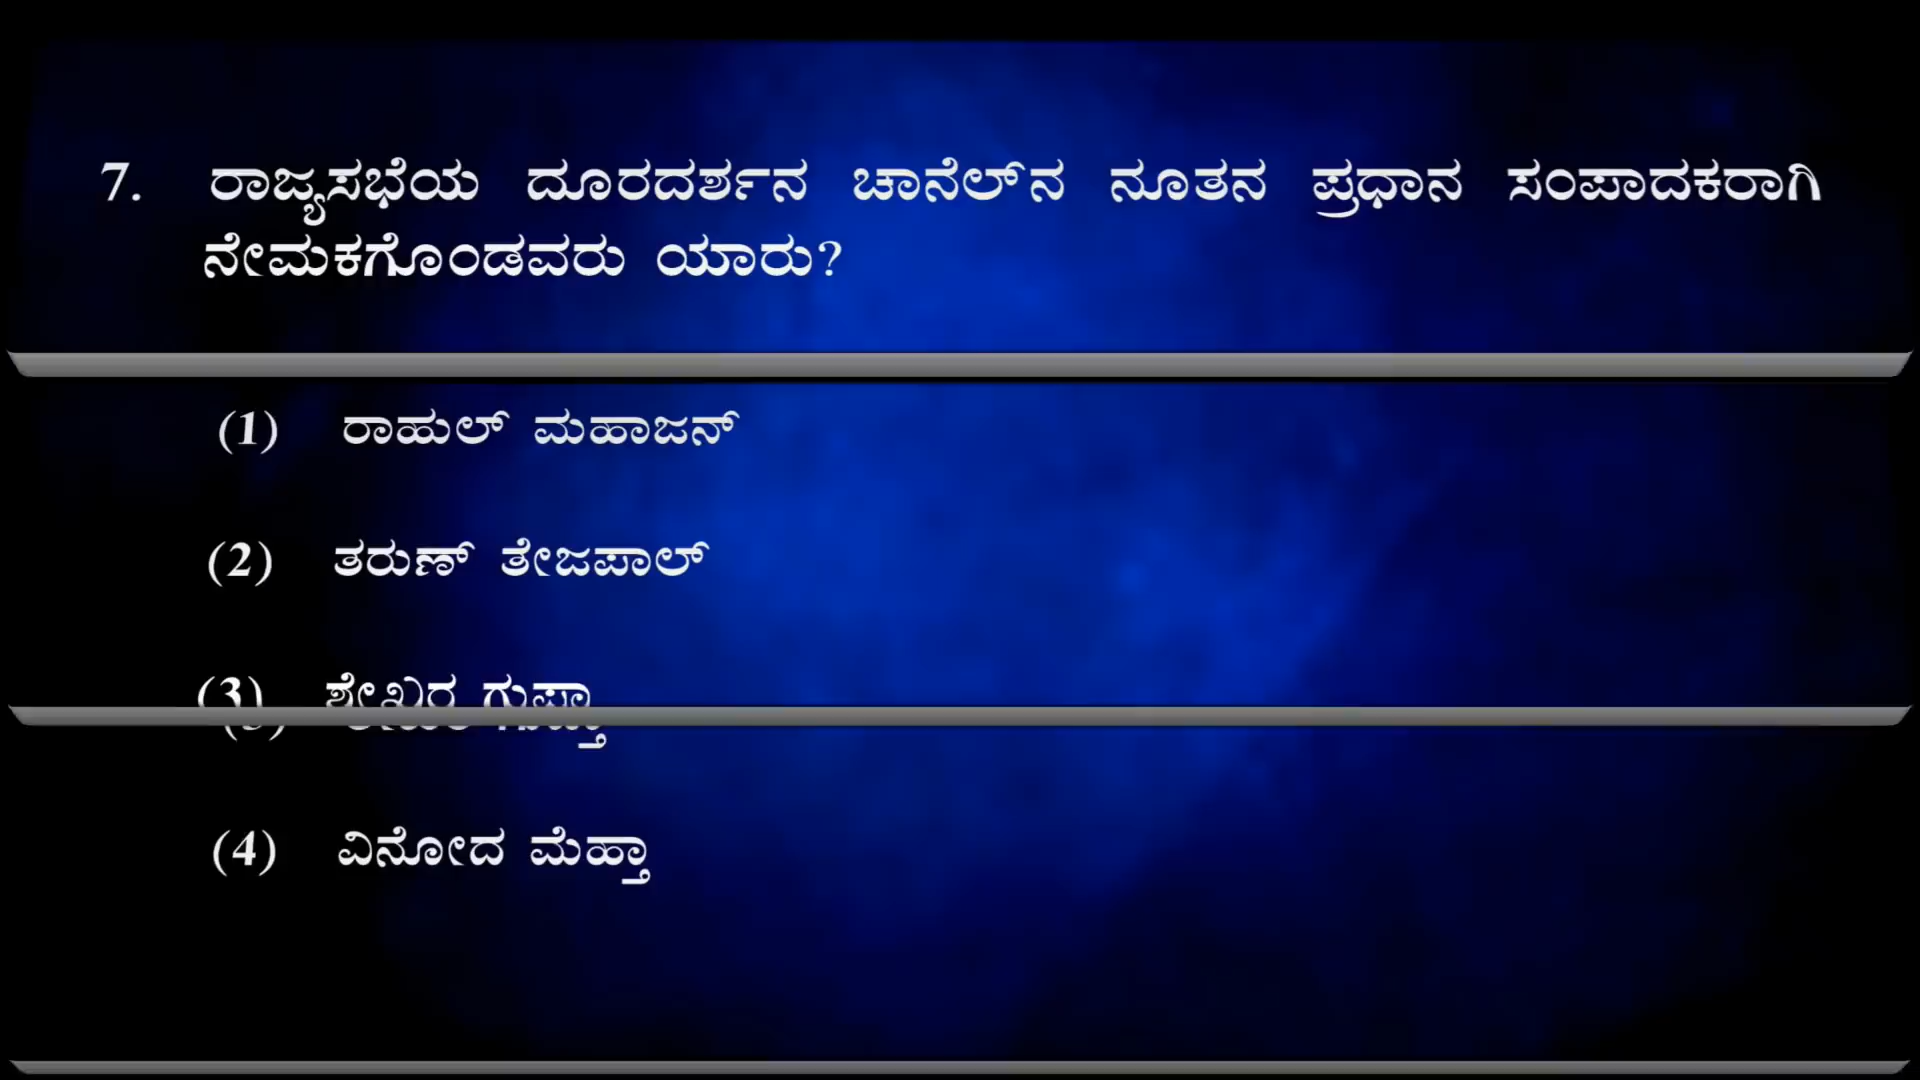 7. ರಾಜ್ಯಸಭೆಯ ದೂರದರ್ಶನ ಚಾನೆಲ್‌ನ ನೂತನ ಪ್ರಧಾನ ಸಂಪಾದಕರಾಗಿ
ನೇಮಕಗೊಂಡವರು ಯಾರು?
(1) ರಾಹುಲ್ ಮಹಾಜನ್
(2) ತರುಣ್ ತೇಜಪಾಲ್
(3) ಶೇಖರ ಗುಪ್ತಾ
(4) ವಿನೋದ ಮೆಹ್ತಾ